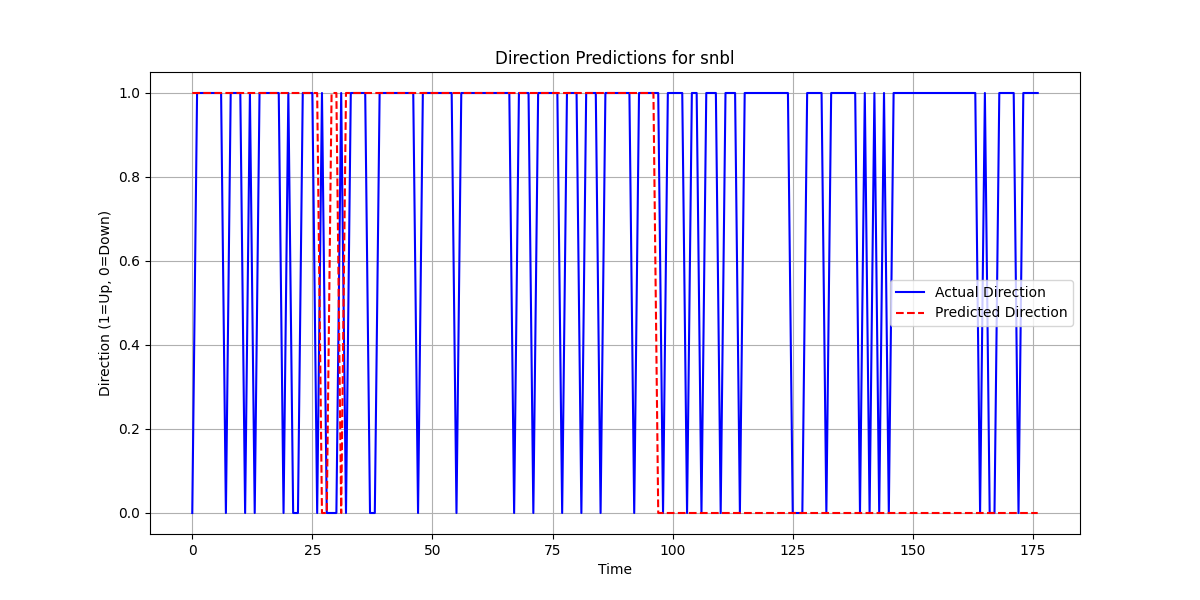 Direction Predictions for snbl
Direction (1=Up, 0=Down)
1.0
0.8
0.6
0.4
0.2
0.0
Actual Direction
Predicted Direction
0 25 50 75 100 125 150 175
Time